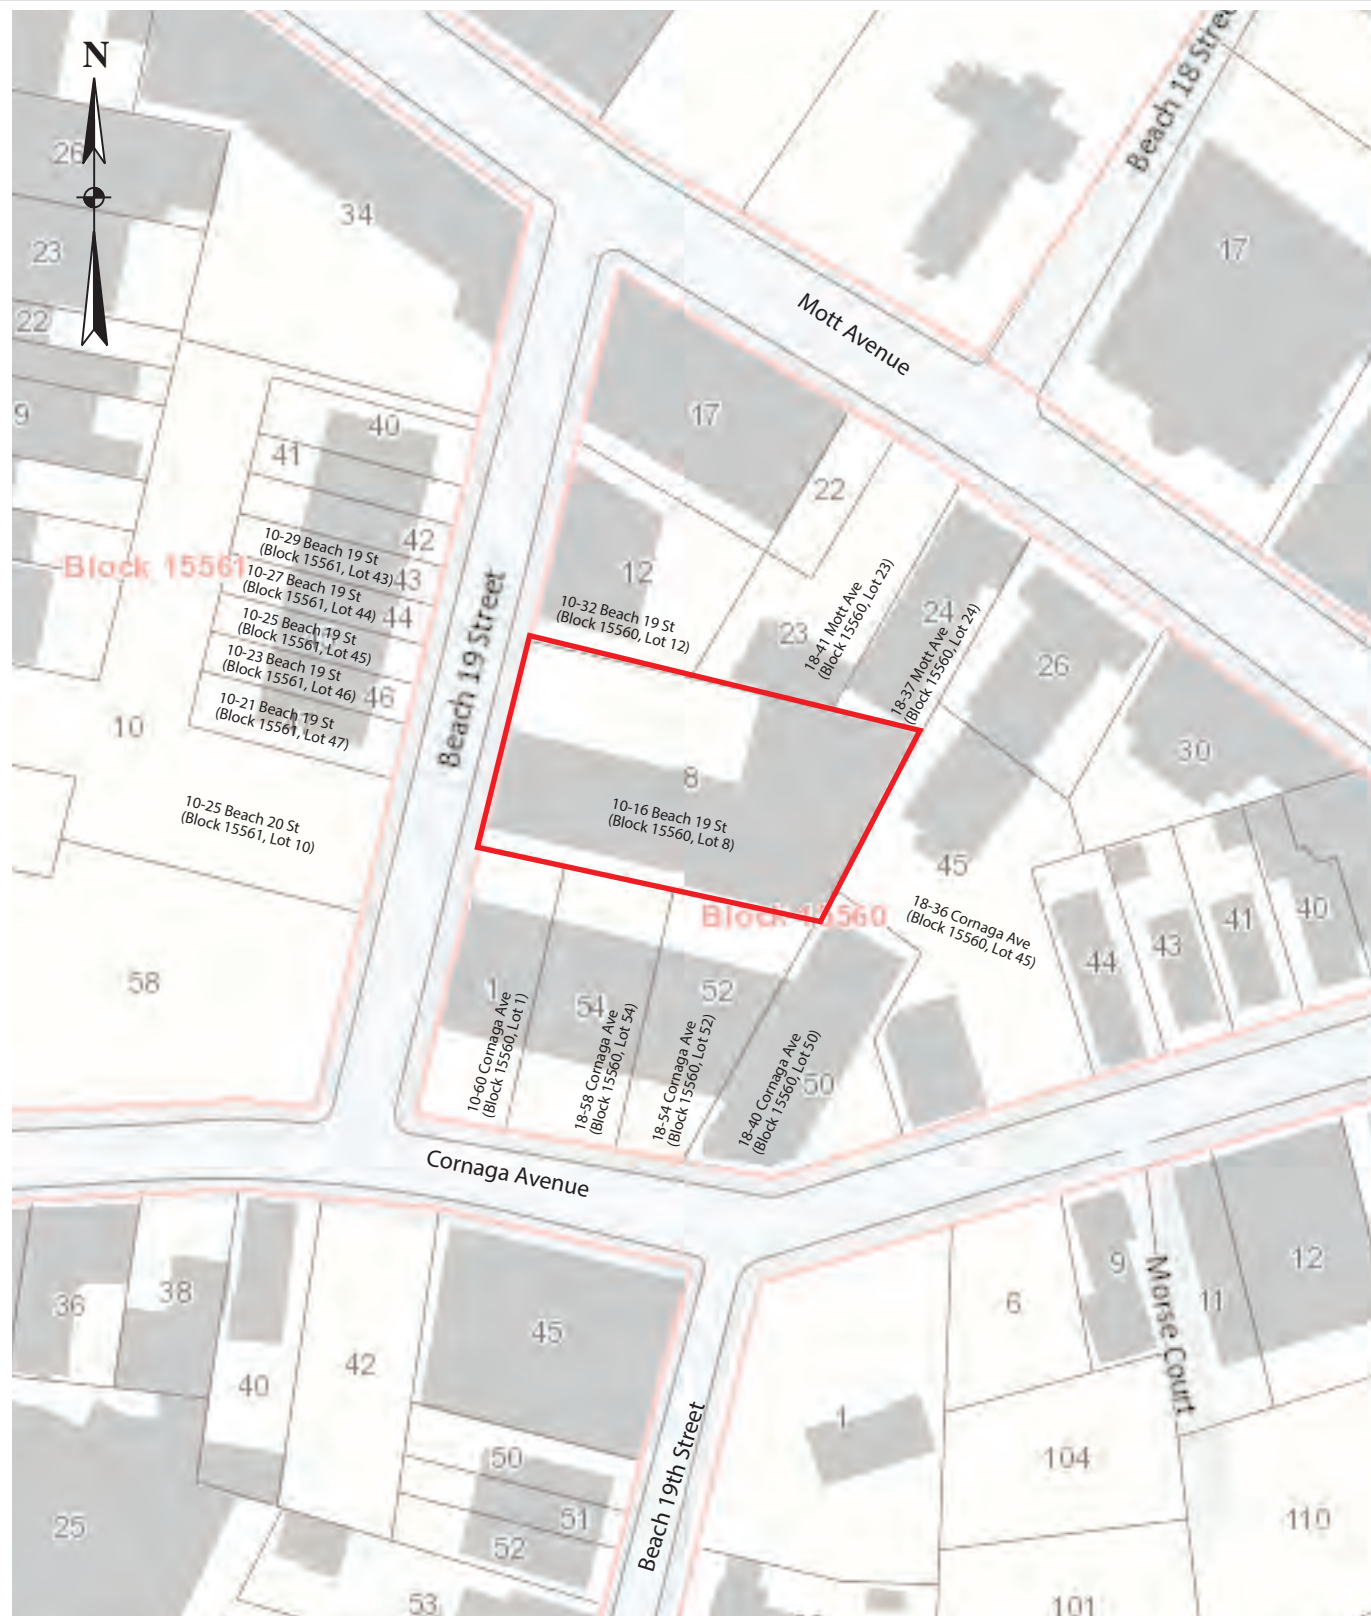 N
Beach 18 Stre
26
34
23
17
22
Mott Avenue
9
40
17
41
22
42
10-29 Beach 19 St
(Block 15561, Lot 43)
43
Block 15561
10-27 Beach 19 St
(Block 15561, Lot 44)
44
10-25 Beach 19 St
(Block 15561, Lot 45)
10-23 Beach 19 St
(Block 15561, Lot 46)
46
10-21 Beach 19 St
(Block 15561, Lot 47)
10
Beach 19 Street
12
10-32 Beach 19 St
(Block 15560, Lot 12)
23
18-41 Mott Ave
(Block 15560, Lot 23)
24
18-37 Mott Ave
(Block 15560, Lot 24)
26
30
8
10-16 Beach 19 St
(Block 15560, Lot 8)
10-25 Beach 20 St
(Block 15561, Lot 10)
45
18-36 Cornaga Ave
(Block 15560, Lot 45)
Block 15560
44
43
41
40
58
1
10-60 Cornaga Ave
(Block 15560, Lot 1)
54
18-58 Cornaga Ave
(Block 15560, Lot 54)
52
18-54 Cornaga Ave
(Block 15560, Lot 52)
50
18-40 Cornaga Ave
(Block 15560, Lot 50)
Cornaga Avenue
36
38
40
42
45
6
9
Morse Court
11
12
1
104
110
101
50
51
52
53
25
Beach 19th Street